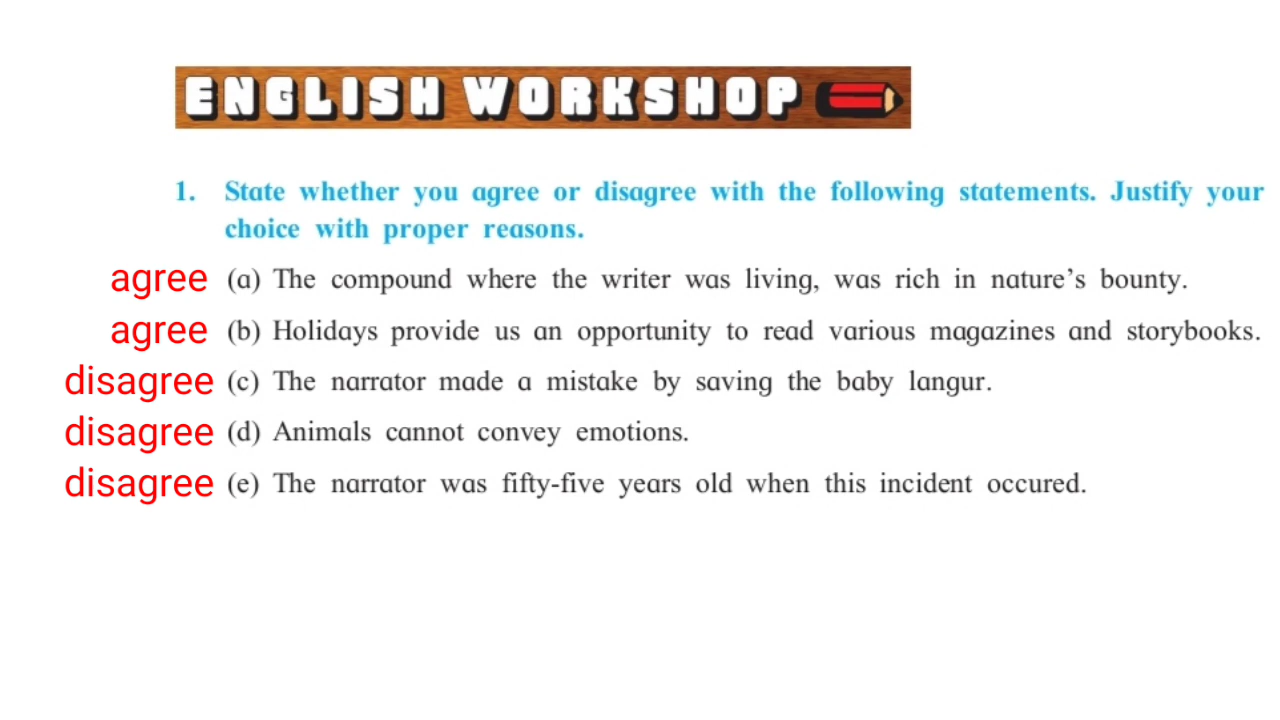 ENGLISH WORKSHOP
1. State whether you agree or disagree with the following statements. Justify your
choice with proper reasons.
agree (a) The compound where the writer was living, was rich in nature's bounty.
agree (b) Holidays provide us an opportunity to read various magazines and storybooks.
disagree (c) The narrator made a mistake by saving the baby langur.
disagree (d) Animals cannot convey emotions.
disagree (e) The narrator was fifty-five years old when this incident occured.